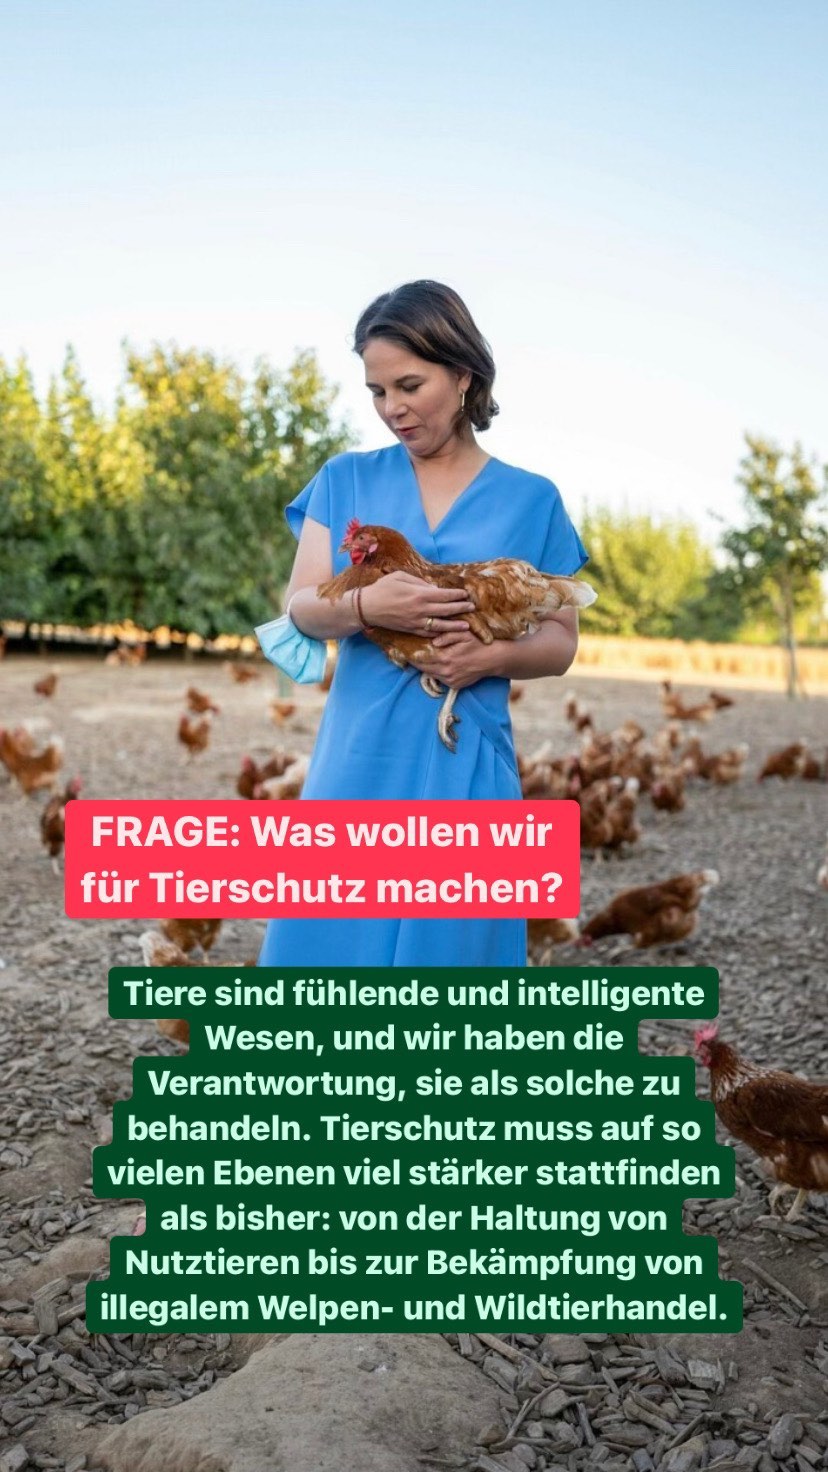 FRAGE: Was wollen wir
für Tierschutz machen?
Tiere sind fühlende und intelligente
Wesen, und wir haben die
Verantwortung, sie als solche zu
behandeln. Tierschutz muss auf so
vielen Ebenen viel stärker stattfinden
als bisher: von der Haltung von
Nutztieren bis zur Bekämpfung von
illegalem Welpen- und Wildtierhandel.